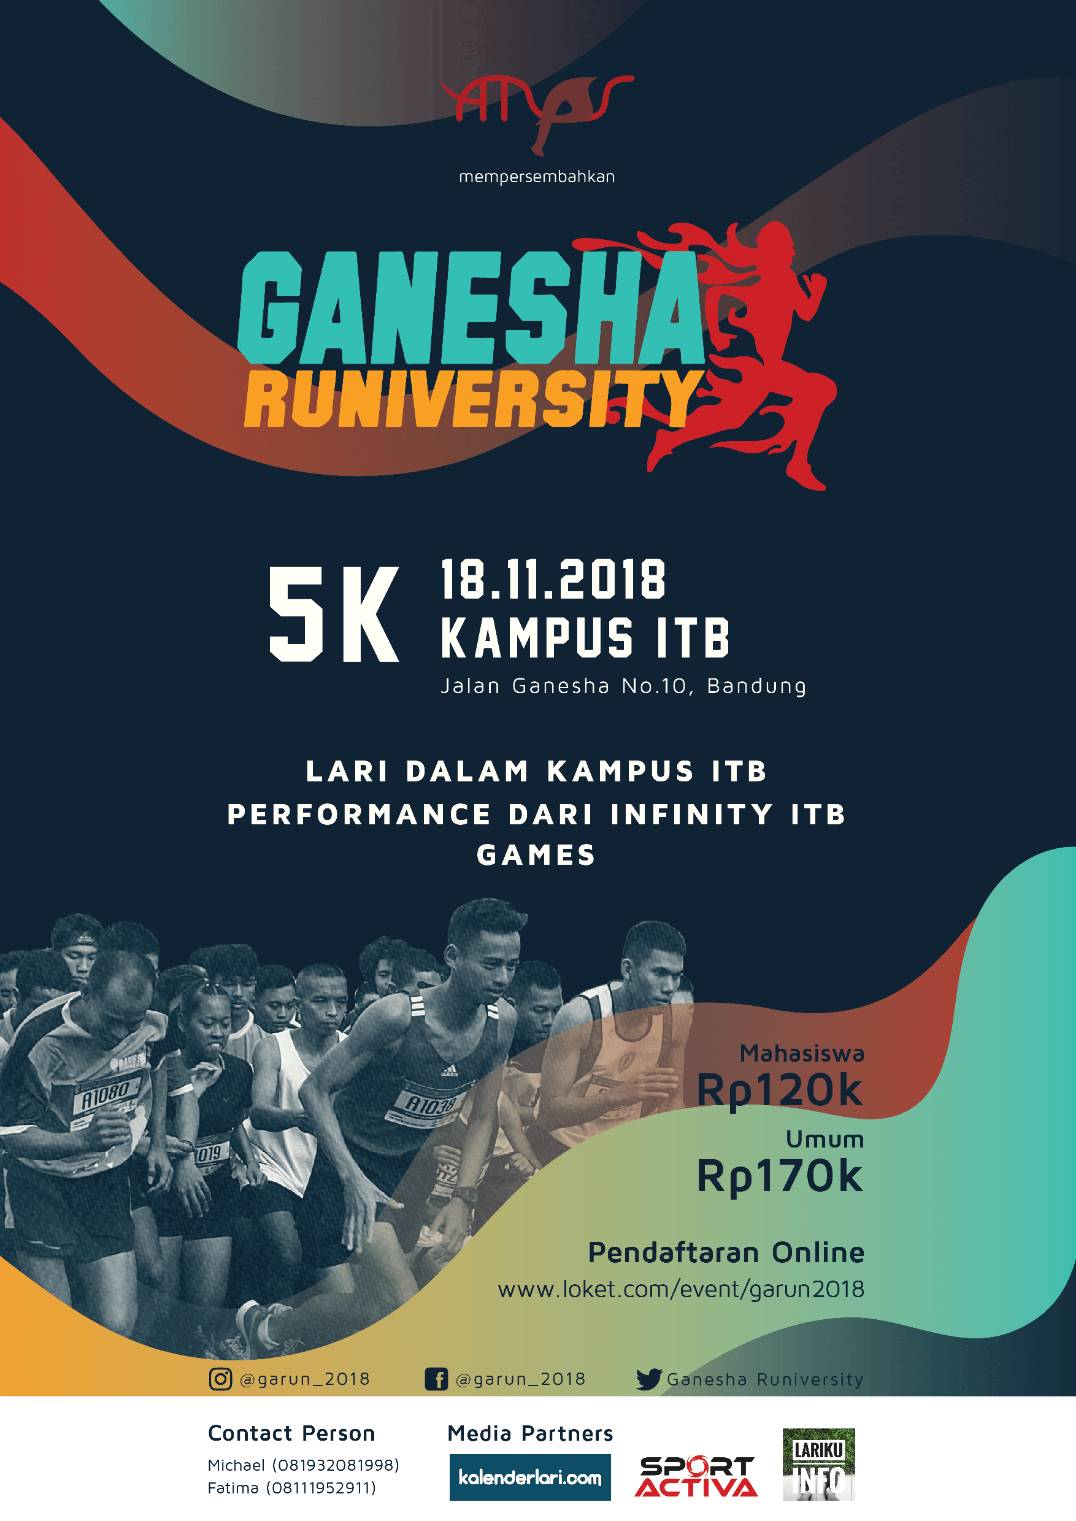 ATPS
mempersembahkan
GANESHA
RUNIVERSITY
5K
18.11.2018
KAMPUS ITB
Jalan Ganesha No.10, Bandung
LARI DALAM KAMPUS ITB
PERFORMANCE DARI INFINITY ITB
GAMES
A1080
1019
A1038
Mahasiswa
Rp120k
Umum
Rp170k
Pendaftaran Online
www.loket.com/event/garun2018
@garun_2018
@garun_2018
Ganesha Runiversity
Contact Person
Michael (081932081998)
Fatima (08111952911)
Media Partners
kalenderlari.com
SPORT
ACTIVA
LARIKU
INFO